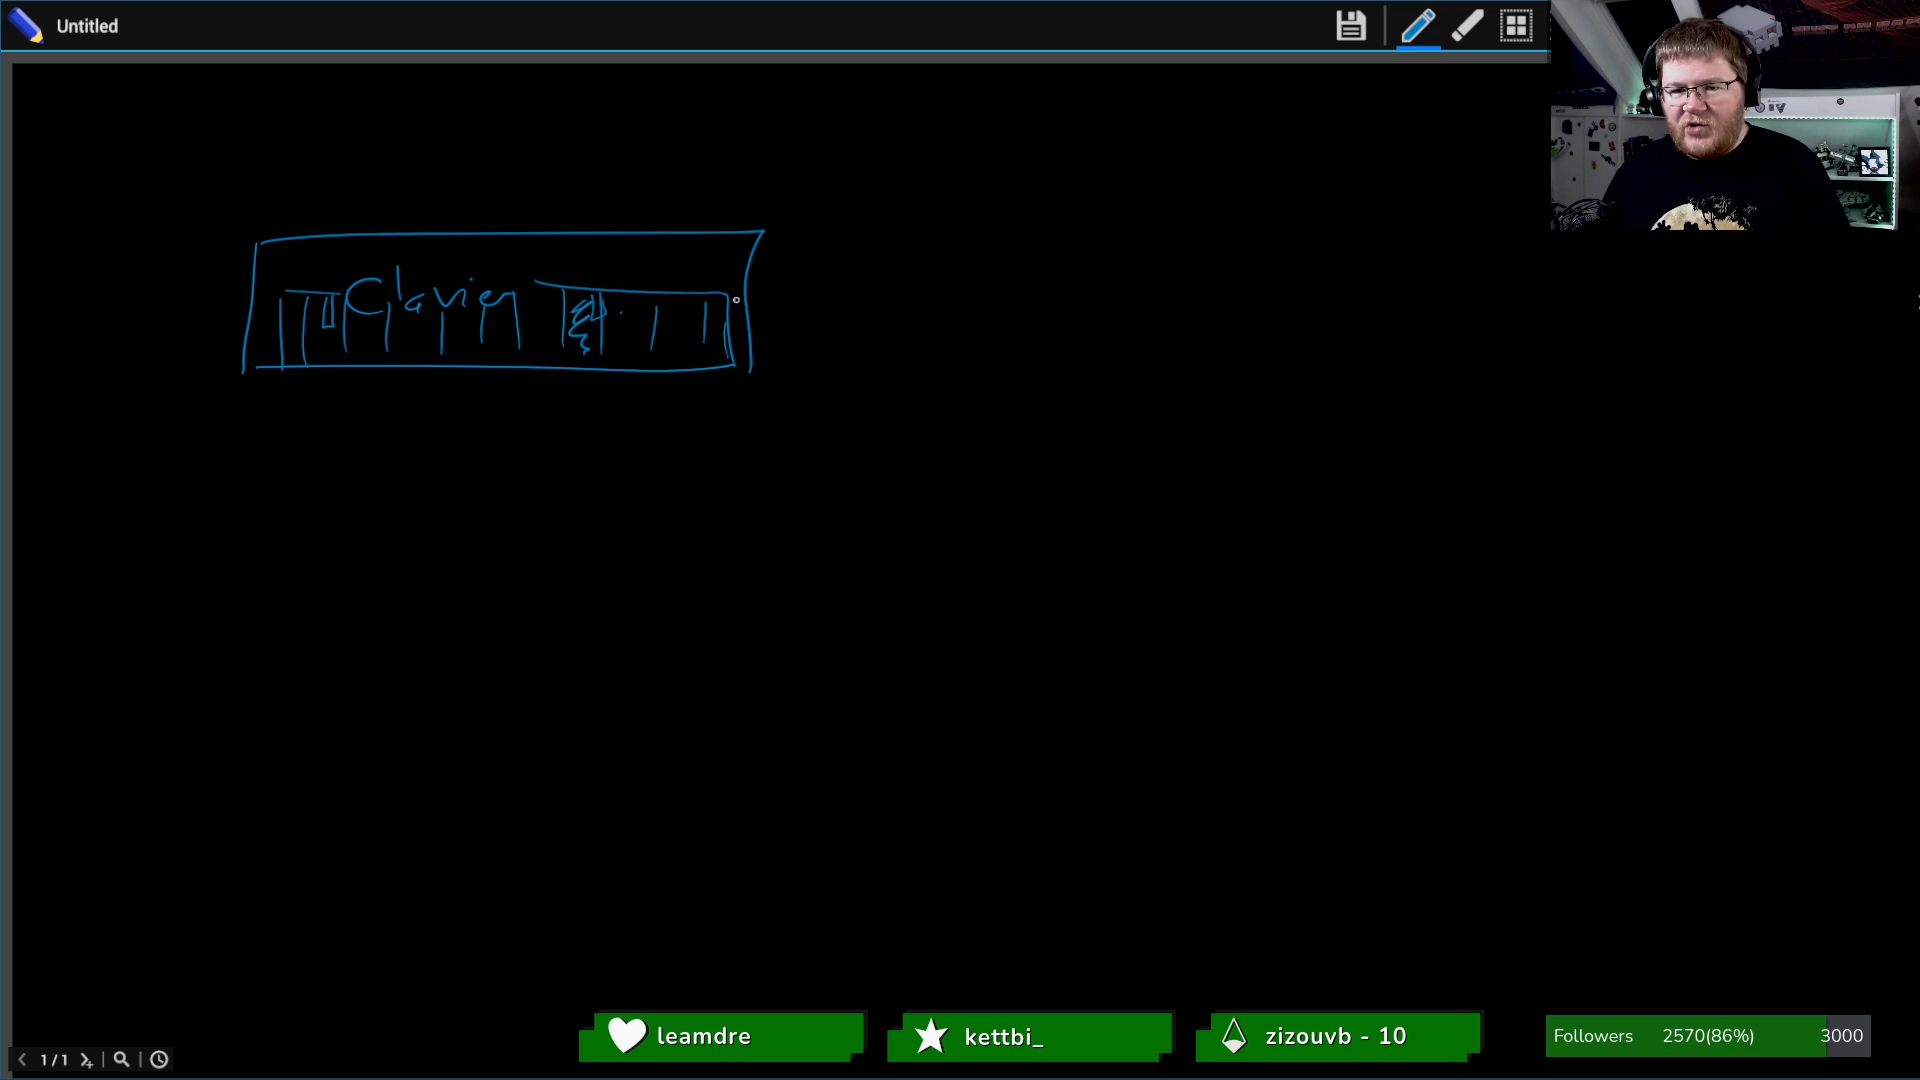 Untitled
Clavier
1/1
leamdre
kettbi_
zizouvb - 10
Followers 2570(86%) 3000